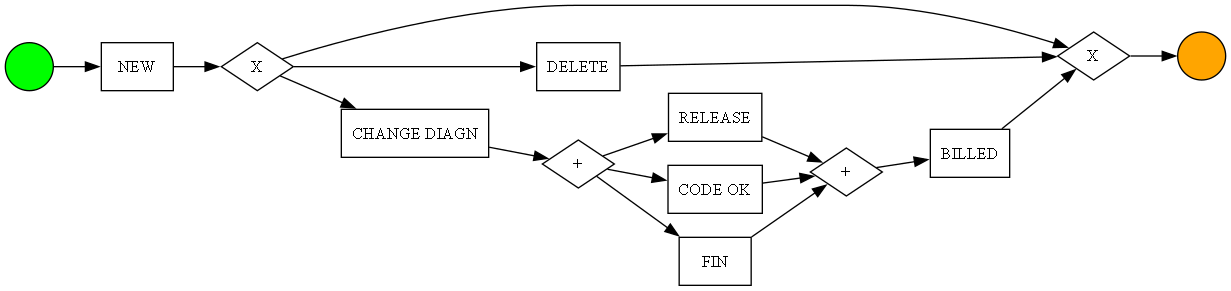 NEW
X
DELETE
CHANGE DIAGN
+
RELEASE
CODE OK
FIN
+
BILLED
X